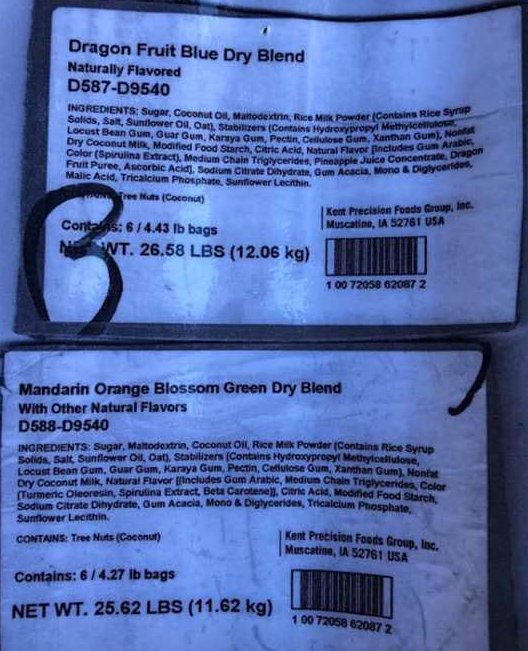 Dragon Fruit Blue Dry Blend
Naturally Flavored
D587-D9540
INGREDIENTS: Sugar, Coconut Oil, Maltodextrin, Rice Milk Powder (Contains Rice Syrup
Solids, Salt, Sunflower Oil, Oat), Stabilizers (Contains Hydroxypropyl Methylcellulose,
Locust Bean Gum, Guar Gum, Karaya Gum, Pectin, Cellulose Gum, Xanthan Gum), Nonfat
Dry Coconut Milk, Modified Food Starch, Citric Acid, Natural Flavor [Includes Gum Arabic,
Color (Spirulina Extract), Medium Chain Triglycerides, Pineapple Juice Concentrate, Dragon
Fruit Puree, Ascorbic Acid], Sodium Citrate Dihydrate, Gum Acacia, Mono & Diglycerides,
Malic Acid, Tricalcium Phosphate, Sunflower Lecithin.
Tree Nuts (Coconut)
Contains: 6 / 4.43 lb bags
NET WT. 26.58 LBS (12.06 kg)
Kent Precision Foods Group, Inc.
Muscatine, IA 52761 USA
1 00 72058 62087 2
B
Mandarin Orange Blossom Green Dry Blend
With Other Natural Flavors
D588-D9540
INGREDIENTS: Sugar, Maltodextrin, Coconut Oil, Rice Milk Powder (Contains Rice Syrup
Solids, Salt, Sunflower Oil, Oat), Stabilizers (Contains Hydroxypropyl Methylcellulose,
Locust Bean Gum, Guar Gum, Karaya Gum, Pectin, Cellulose Gum, Xanthan Gum), Nonfat
Dry Coconut Milk, Natural Flavor [(Includes Gum Arabic, Medium Chain Triglycerides, Color
(Turmeric Oleoresin, Spirulina Extract, Beta Carotene)], Citric Acid, Modified Food Starch,
Sodium Citrate Dihydrate, Gum Acacia, Mono & Diglycerides, Tricalcium Phosphate,
Sunflower Lecithin.
CONTAINS: Tree Nuts (Coconut)
Contains: 6 / 4.27 lb bags
NET WT. 25.62 LBS (11.62 kg)
Kent Precision Foods Group, Inc.
Muscatine, IA 52761 USA
1 00 72058 62087 2